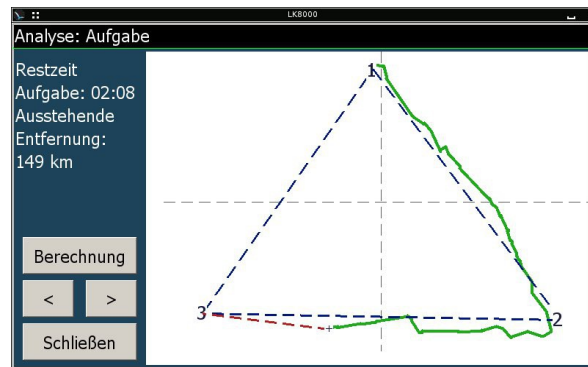 LK8000
Analyse: Aufgabe
Restzeit
Aufgabe: 02:08
Ausstehende
Entfernung:
149 km
Berechnung
< >
Schließen
1
2
3